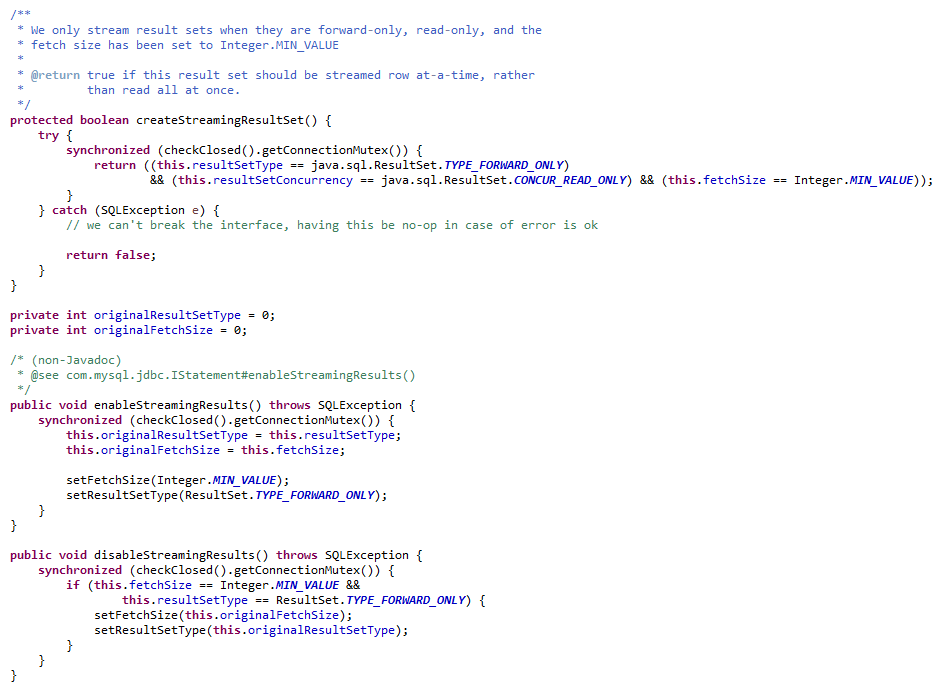 /**
 * We only stream result sets when they are forward-only, read-only, and the
 * fetch size has been set to Integer.MIN_VALUE
 *
 * @return true if this result set should be streamed row at-a-time, rather
 *         than read all at once.
 */
protected boolean createStreamingResultSet() {
    try {
        synchronized (checkClosed().getConnectionMutex()) {
            return ((this.resultSetType == java.sql.ResultSet.TYPE_FORWARD_ONLY)
                    && (this.resultSetConcurrency == java.sql.ResultSet.CONCUR_READ_ONLY) && (this.fetchSize == Integer.MIN_VALUE));
        }
    } catch (SQLException e) {
        // we can't break the interface, having this be no-op in case of error is ok

        return false;
    }
}

private int originalResultSetType = 0;
private int originalFetchSize = 0;

/* (non-Javadoc)
 * @see com.mysql.jdbc.IStatement#enableStreamingResults()
 */
public void enableStreamingResults() throws SQLException {
    synchronized (checkClosed().getConnectionMutex()) {
        this.originalResultSetType = this.resultSetType;
        this.originalFetchSize = this.fetchSize;

        setFetchSize(Integer.MIN_VALUE);
        setResultSetType(ResultSet.TYPE_FORWARD_ONLY);
    }
}

public void disableStreamingResults() throws SQLException {
    synchronized (checkClosed().getConnectionMutex()) {
        if (this.fetchSize == Integer.MIN_VALUE &&
                this.resultSetType == ResultSet.TYPE_FORWARD_ONLY) {
            setFetchSize(this.originalFetchSize);
            setResultSetType(this.originalResultSetType);
        }
    }
}